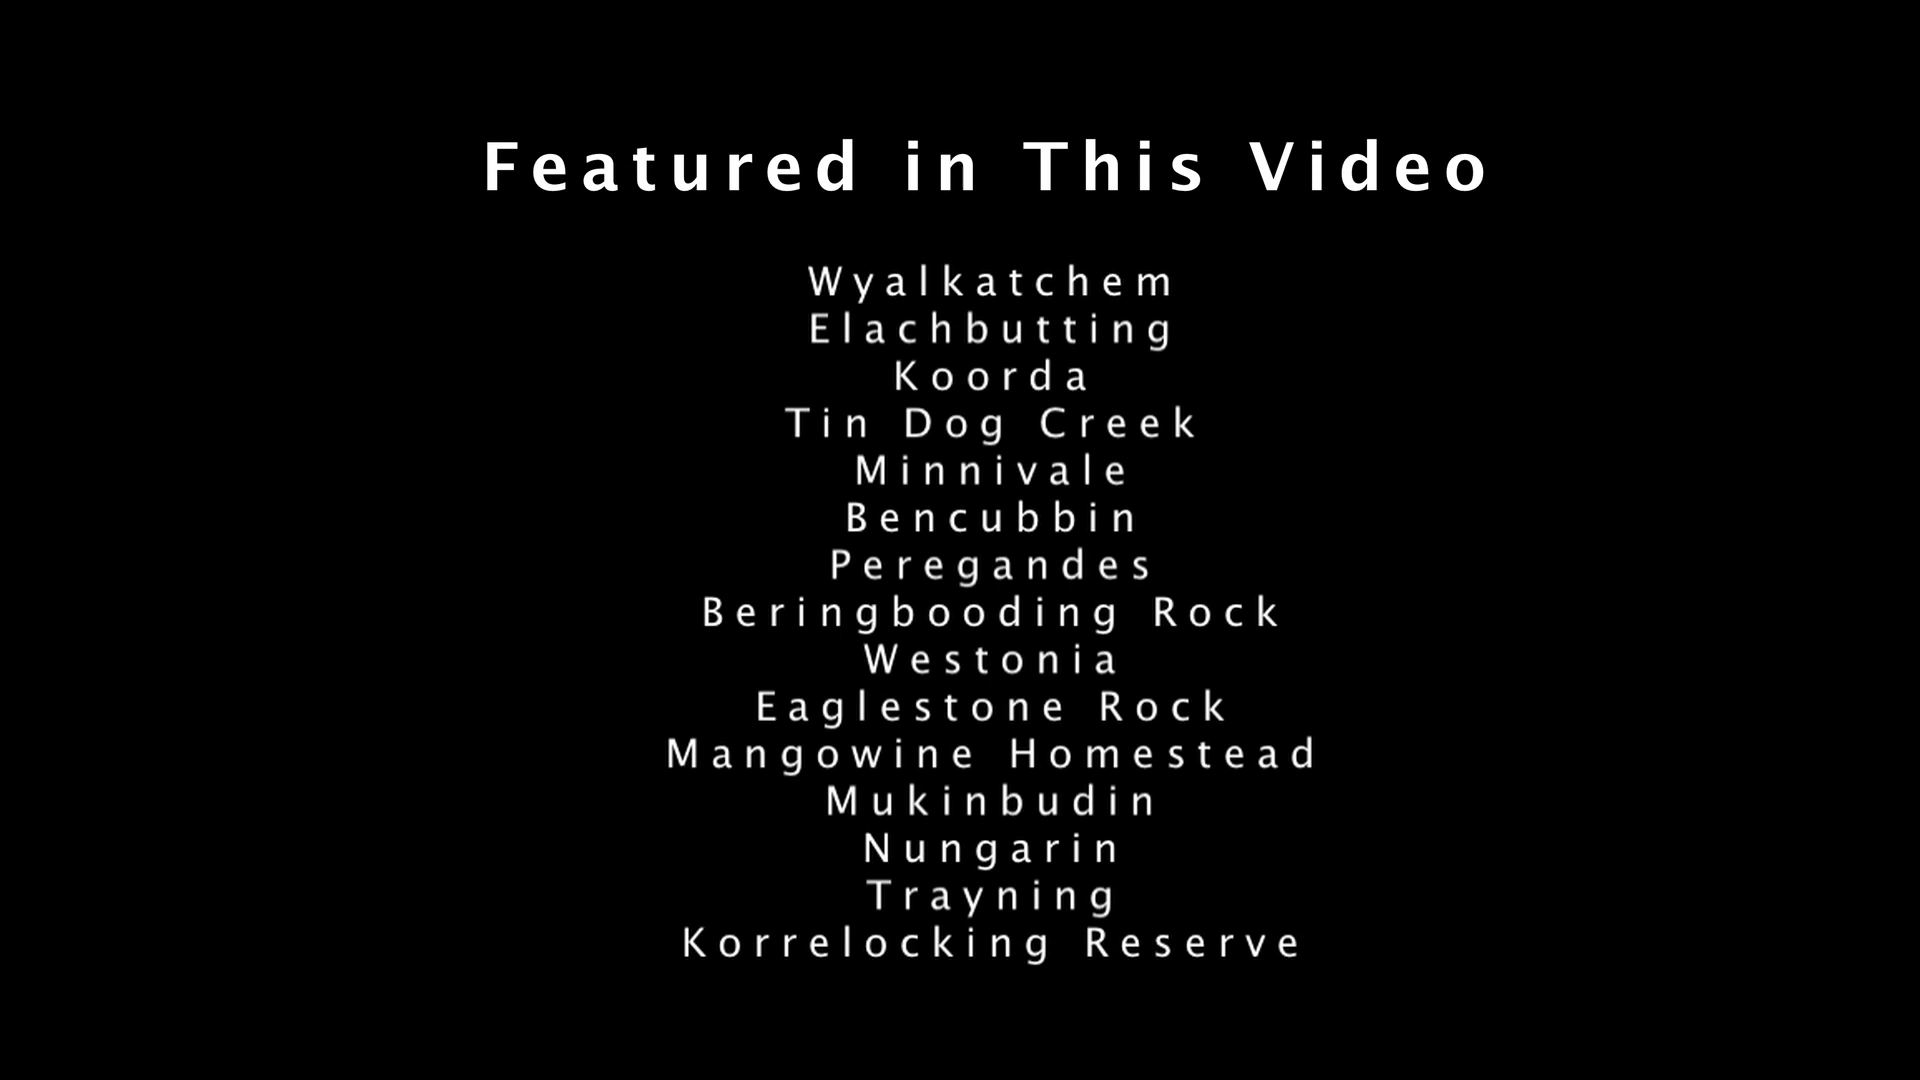 Featured in This Video
Wyalkatchem
Elachbutting
Koorda
Tin Dog Creek
Minnivale
Bencubbin
Peregandes
Beringbooding Rock
Westonia
Eaglestone Rock
Mangowine Homestead
Mukinbudin
Nungarin
Trayning
Korrelocking Reserve